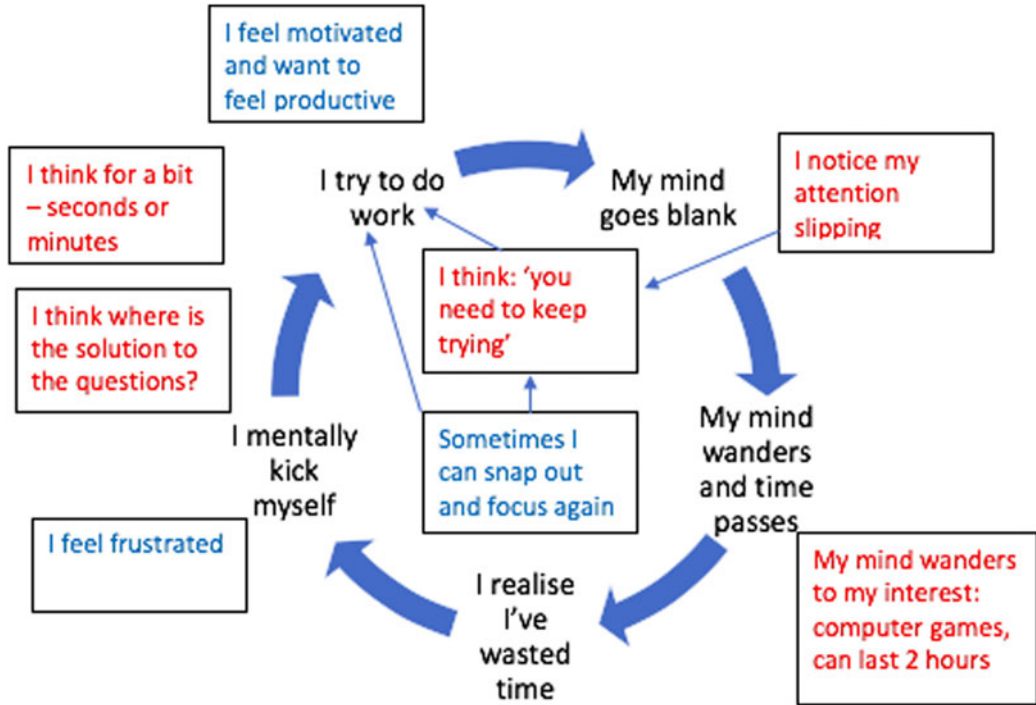 I feel motivated
and want to
feel productive
I think for a bit
– seconds or
minutes
I try to do
work
My mind
goes blank
I notice my
attention
slipping
I think: ‘you
need to keep
trying’
I think where is
the solution to
the questions?
I mentally
kick
myself
Sometimes I
can snap out
and focus again
My mind
wanders
and time
passes
I feel frustrated
I realise
I’ve
wasted
time
My mind wanders
to my interest:
computer games,
can last 2 hours